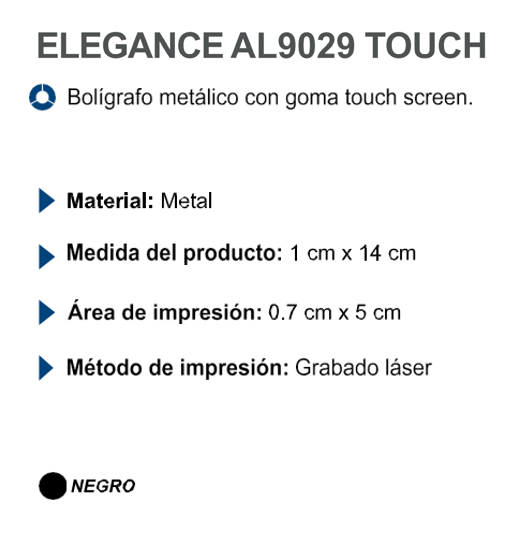 ELEGANCE AL9029 TOUCH
Bolígrafo metálico con goma touch screen.
Material: Metal
Medida del producto: 1 cm x 14 cm
Área de impresión: 0.7 cm x 5 cm
Método de impresión: Grabado láser
NEGRO